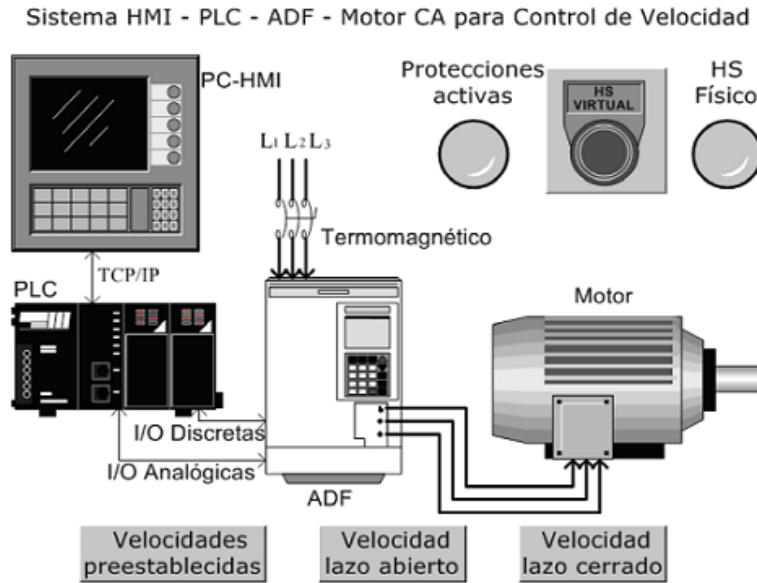 Sistema HMI - PLC - ADF - Motor CA para Control de Velocidad
PC-HMI
Protecciones
activas
HS
VIRTUAL
HS
Físico
L1 L2 L3
Termomagnético
TCP/IP
PLC
Motor
I/O Discretas
I/O Analógicas
ADF
Velocidades
preestablecidas
Velocidad
lazo abierto
Velocidad
lazo cerrado